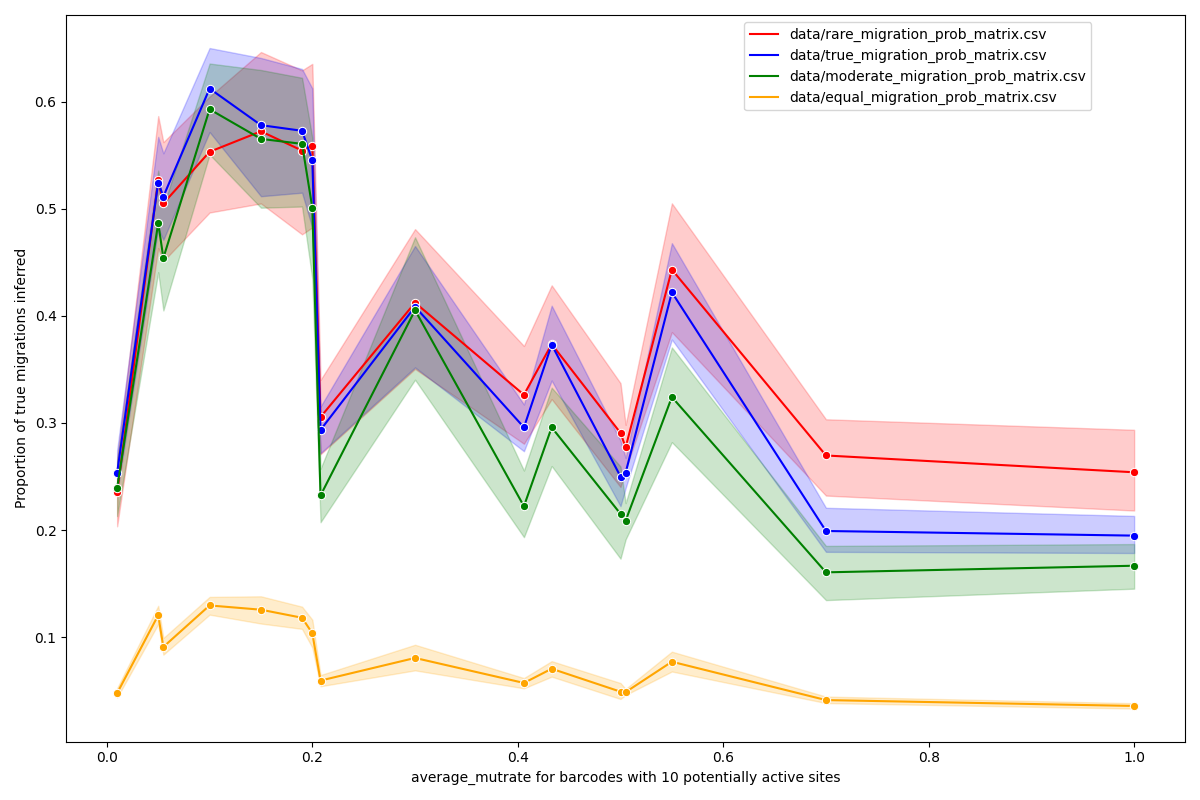 data/rare_migration_prob_matrix.csv
data/true_migration_prob_matrix.csv
data/moderate_migration_prob_matrix.csv
data/equal_migration_prob_matrix.csv
Proportion of true migrations inferred
0.6
0.5
0.4
0.3
0.2
0.1
0.0 0.2 0.4 0.6 0.8 1.0
average_mutrate for barcodes with 10 potentially active sites